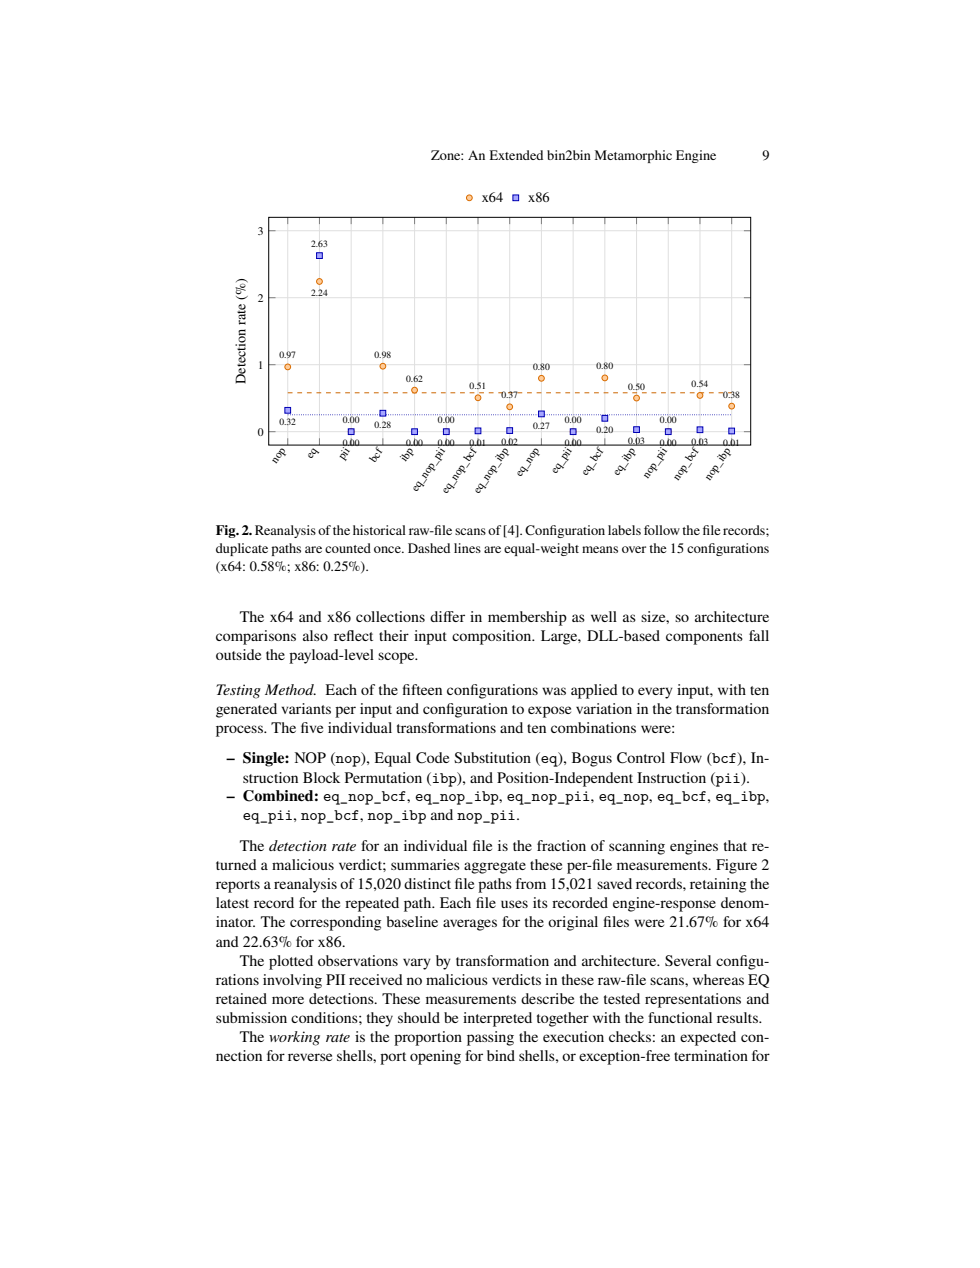 Zone: An Extended bin2bin Metamorphic Engine 9
x64 x86
Detection rate (%)
3
2
1
0
2.63
2.24
0.97
0.98
0.62
0.51
0.37
0.80
0.80
0.50
0.54
0.38
0.32
0.00
0.28
0.00
0.27
0.00
0.20
0.00
0.00
0.00
0.00
0.01
0.02
0.00
0.03
0.00
0.03
0.01
nop
eq
pii
bcf
ibp
eq_nop_pii
eq_nop_bcf
eq_nop_ibp
eq_nop
eq_pii
eq_bcf
eq_ibp
nop_pii
nop_bcf
nop_ibp
Fig. 2. Reanalysis of the historical raw-file scans of [4]. Configuration labels follow the file records;
duplicate paths are counted once. Dashed lines are equal-weight means over the 15 configurations
(x64: 0.58%; x86: 0.25%).
The x64 and x86 collections differ in membership as well as size, so architecture
comparisons also reflect their input composition. Large, DLL-based components fall
outside the payload-level scope.
Testing Method. Each of the fifteen configurations was applied to every input, with ten
generated variants per input and configuration to expose variation in the transformation
process. The five individual transformations and ten combinations were:
– Single: NOP (nop), Equal Code Substitution (eq), Bogus Control Flow (bcf), In-
struction Block Permutation (ibp), and Position-Independent Instruction (pii).
– Combined: eq_nop_bcf, eq_nop_ibp, eq_nop_pii, eq_nop, eq_bcf, eq_ibp,
eq_pii, nop_bcf, nop_ibp and nop_pii.
The detection rate for an individual file is the fraction of scanning engines that re-
turned a malicious verdict; summaries aggregate these per-file measurements. Figure 2
reports a reanalysis of 15,020 distinct file paths from 15,021 saved records, retaining the
latest record for the repeated path. Each file uses its recorded engine-response denom-
inator. The corresponding baseline averages for the original files were 21.67% for x64
and 22.63% for x86.
The plotted observations vary by transformation and architecture. Several configu-
rations involving PII received no malicious verdicts in these raw-file scans, whereas EQ
retained more detections. These measurements describe the tested representations and
submission conditions; they should be interpreted together with the functional results.
The working rate is the proportion passing the execution checks: an expected con-
nection for reverse shells, port opening for bind shells, or exception-free termination for